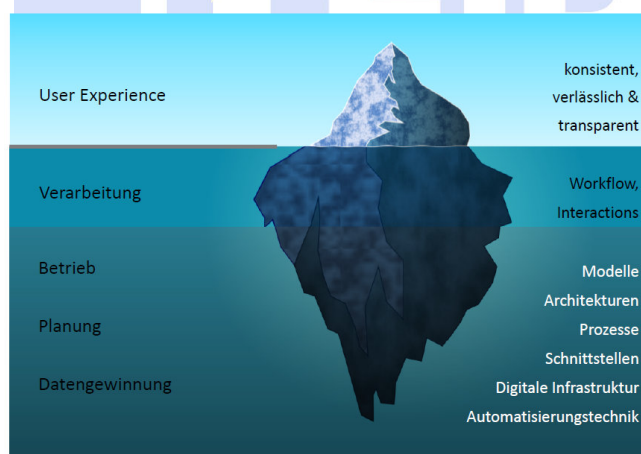 User Experience
konsistent,
verlässlich &
transparent
Verarbeitung
Workflow,
Interactions
Betrieb
Planung
Datengewinnung
Modelle
Architekturen
Prozesse
Schnittstellen
Digitale Infrastruktur
Automatisierungstechnik